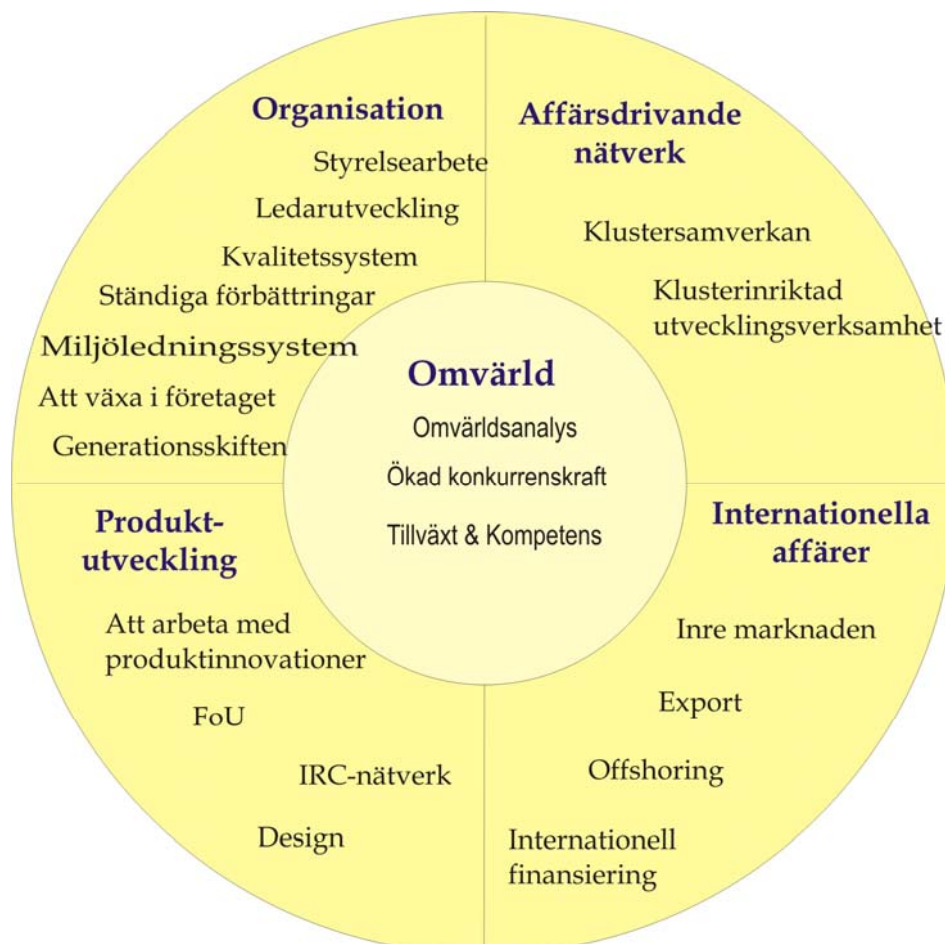 Organisation
Styrelsearbete
Ledarutveckling
Kvalitetssystem
Ständiga förbättringar
Miljöledningssystem
Att växa i företaget
Generationsskiften
Affärsdrivande
nätverk
Klustersamverkan
Klusterinriktad
utvecklingsverksamhet
Omvärld
Omvärldsanalys
Ökad konkurrenskraft
Tillväxt & Kompetens
Produkt-
utveckling
Att arbeta med
produktinnovationer
FoU
IRC-nätverk
Design
Internationella
affärer
Inre marknaden
Export
Offshoring
Internationell
finansiering